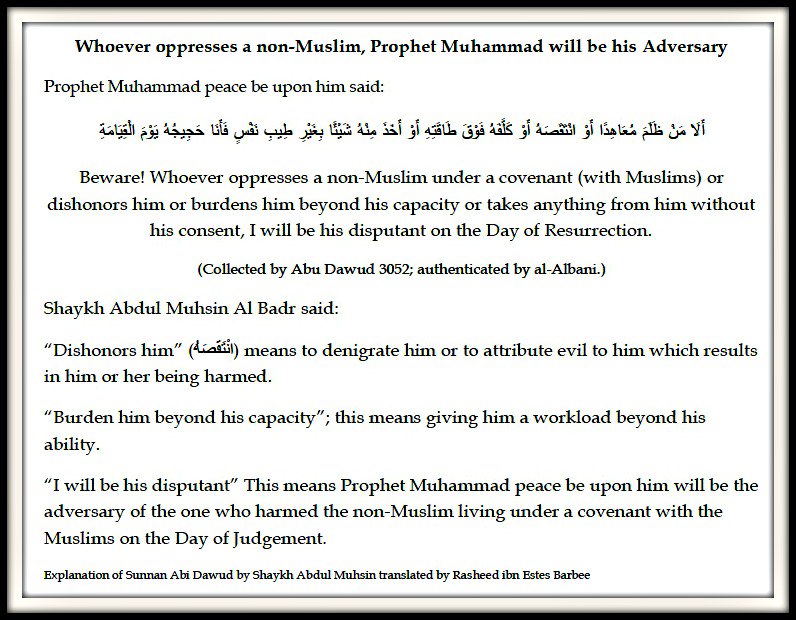 Whoever oppresses a non-Muslim, Prophet Muhammad will be his Adversary
Prophet Muhammad peace be upon him said:
أَلَا مَنْ ظَلَمَ مُعَاهِدًا أَوْ انْتَقَصَهُ أَوْ كَلَّفَهُ فَوْقَ طَاقَتِهِ أَوْ أَخَذَ مِنْهُ شَيْئًا بِغَيْرِ طِيبِ نَفْسٍ فَأَنَا حَجِيجُهُ يَوْمَ الْقِيَامَةِ
Beware! Whoever oppresses a non-Muslim under a covenant (with Muslims) or
dishonors him or burdens him beyond his capacity or takes anything from him without
his consent, I will be his disputant on the Day of Resurrection.
(Collected by Abu Dawud 3052; authenticated by al-Albani.)
Shaykh Abdul Muhsin Al Badr said:
“Dishonors him” (انْتَقَصَهُ) means to denigrate him or to attribute evil to him which results
in him or her being harmed.
“Burden him beyond his capacity”; this means giving him a workload beyond his
ability.
“I will be his disputant” This means Prophet Muhammad peace be upon him will be the
adversary of the one who harmed the non-Muslim living under a covenant with the
Muslims on the Day of Judgement.
Explanation of Sunnan Abi Dawud by Shaykh Abdul Muhsin translated by Rasheed ibn Estes Barbee